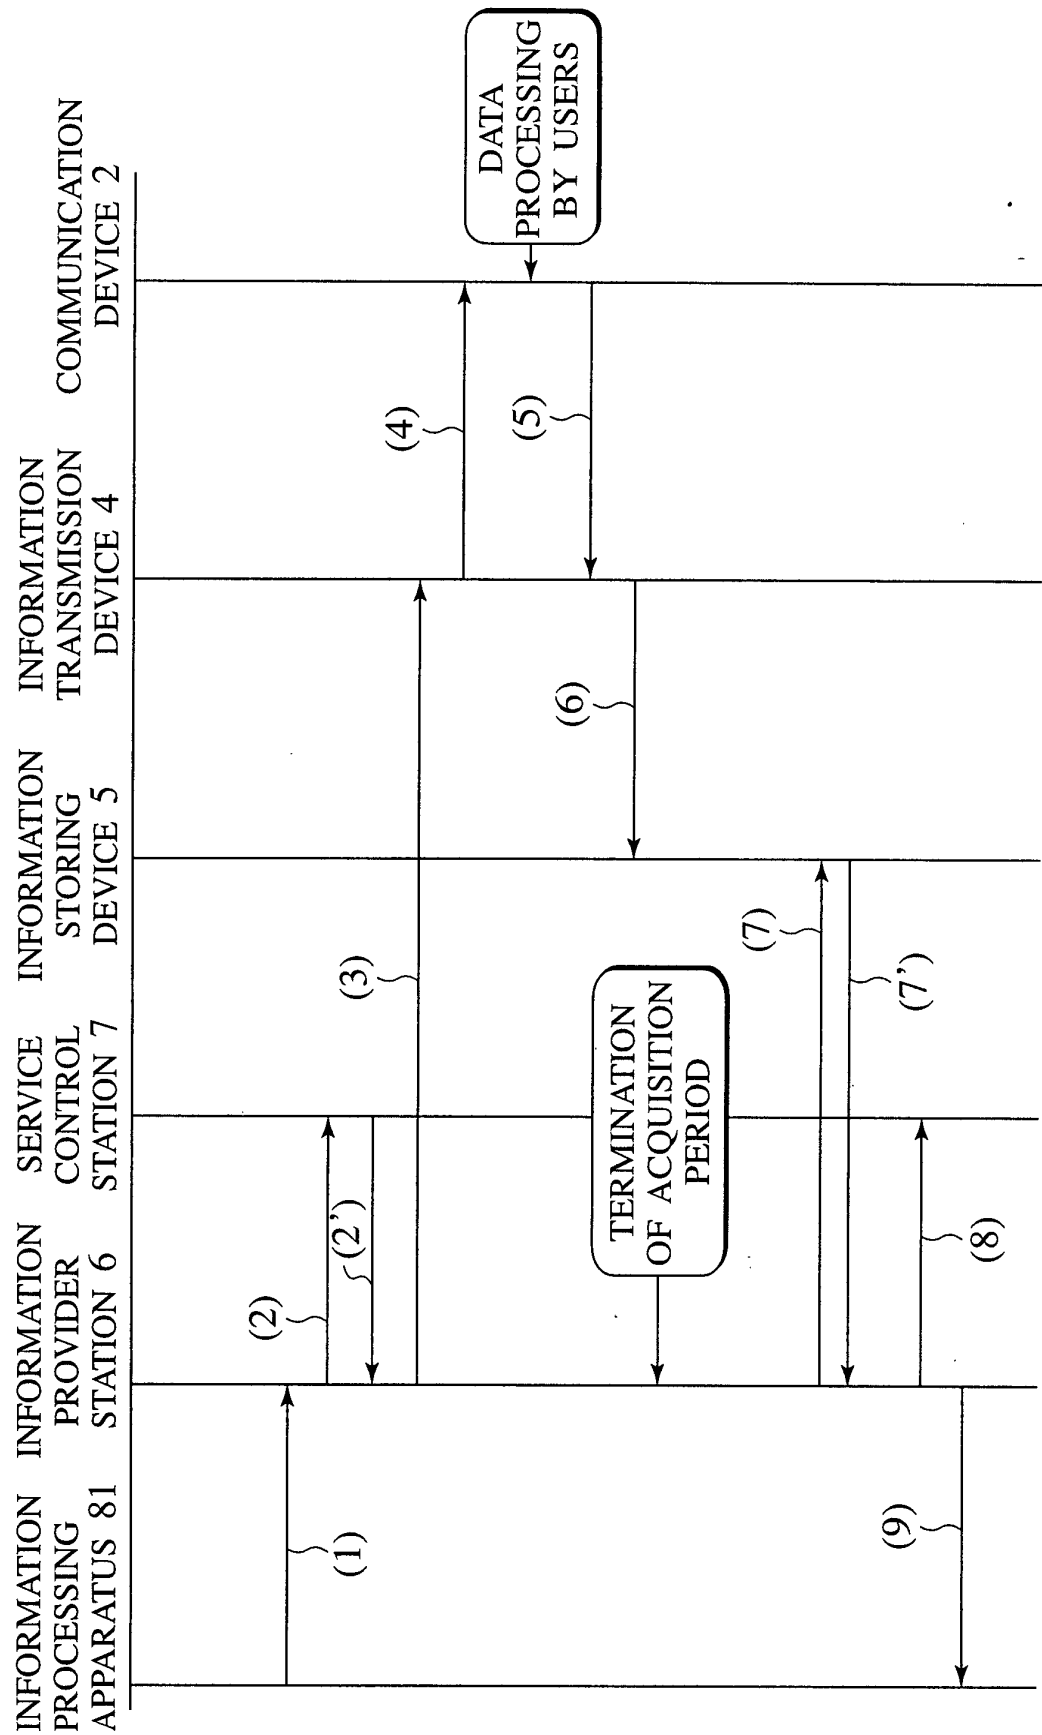 INFORMATION
PROCESSING
APPARATUS 81
INFORMATION
PROVIDER
STATION 6
SERVICE
CONTROL
STATION 7
INFORMATION
STORING
DEVICE 5
INFORMATION
TRANSMISSION
DEVICE 4
COMMUNICATION
DEVICE 2
(1)
(2)
(2')
(3)
(4)
DATA
PROCESSING
BY USERS
(5)
(6)
TERMINATION
OF ACQUISITION
PERIOD
(7)
(7')
(8)
(9)